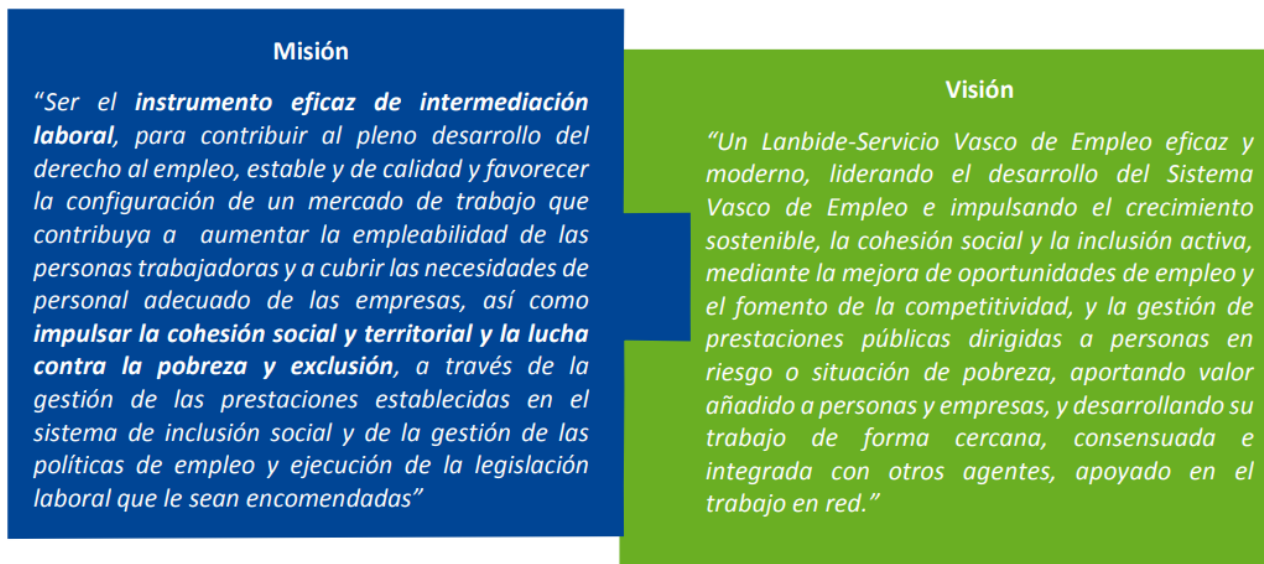 Misión
“Ser el instrumento eficaz de intermediación
laboral, para contribuir al pleno desarrollo del
derecho al empleo, estable y de calidad y favorecer
la configuración de un mercado de trabajo que
contribuya a aumentar la empleabilidad de las
personas trabajadoras y a cubrir las necesidades de
personal adecuado de las empresas, así como
impulsar la cohesión social y territorial y la lucha
contra la pobreza y exclusión, a través de la
gestión de las prestaciones establecidas en el
sistema de inclusión social y de la gestión de las
políticas de empleo y ejecución de la legislación
laboral que le sean encomendadas”
Visión
“Un Lanbide-Servicio Vasco de Empleo eficaz y
moderno, liderando el desarrollo del Sistema
Vasco de Empleo e impulsando el crecimiento
sostenible, la cohesión social y la inclusión activa,
mediante la mejora de oportunidades de empleo y
el fomento de la competitividad, y la gestión de
prestaciones públicas dirigidas a personas en
riesgo o situación de pobreza, aportando valor
añadido a personas y empresas, y desarrollando su
trabajo de forma cercana, consensuada e
integrada con otros agentes, apoyado en el
trabajo en red.”